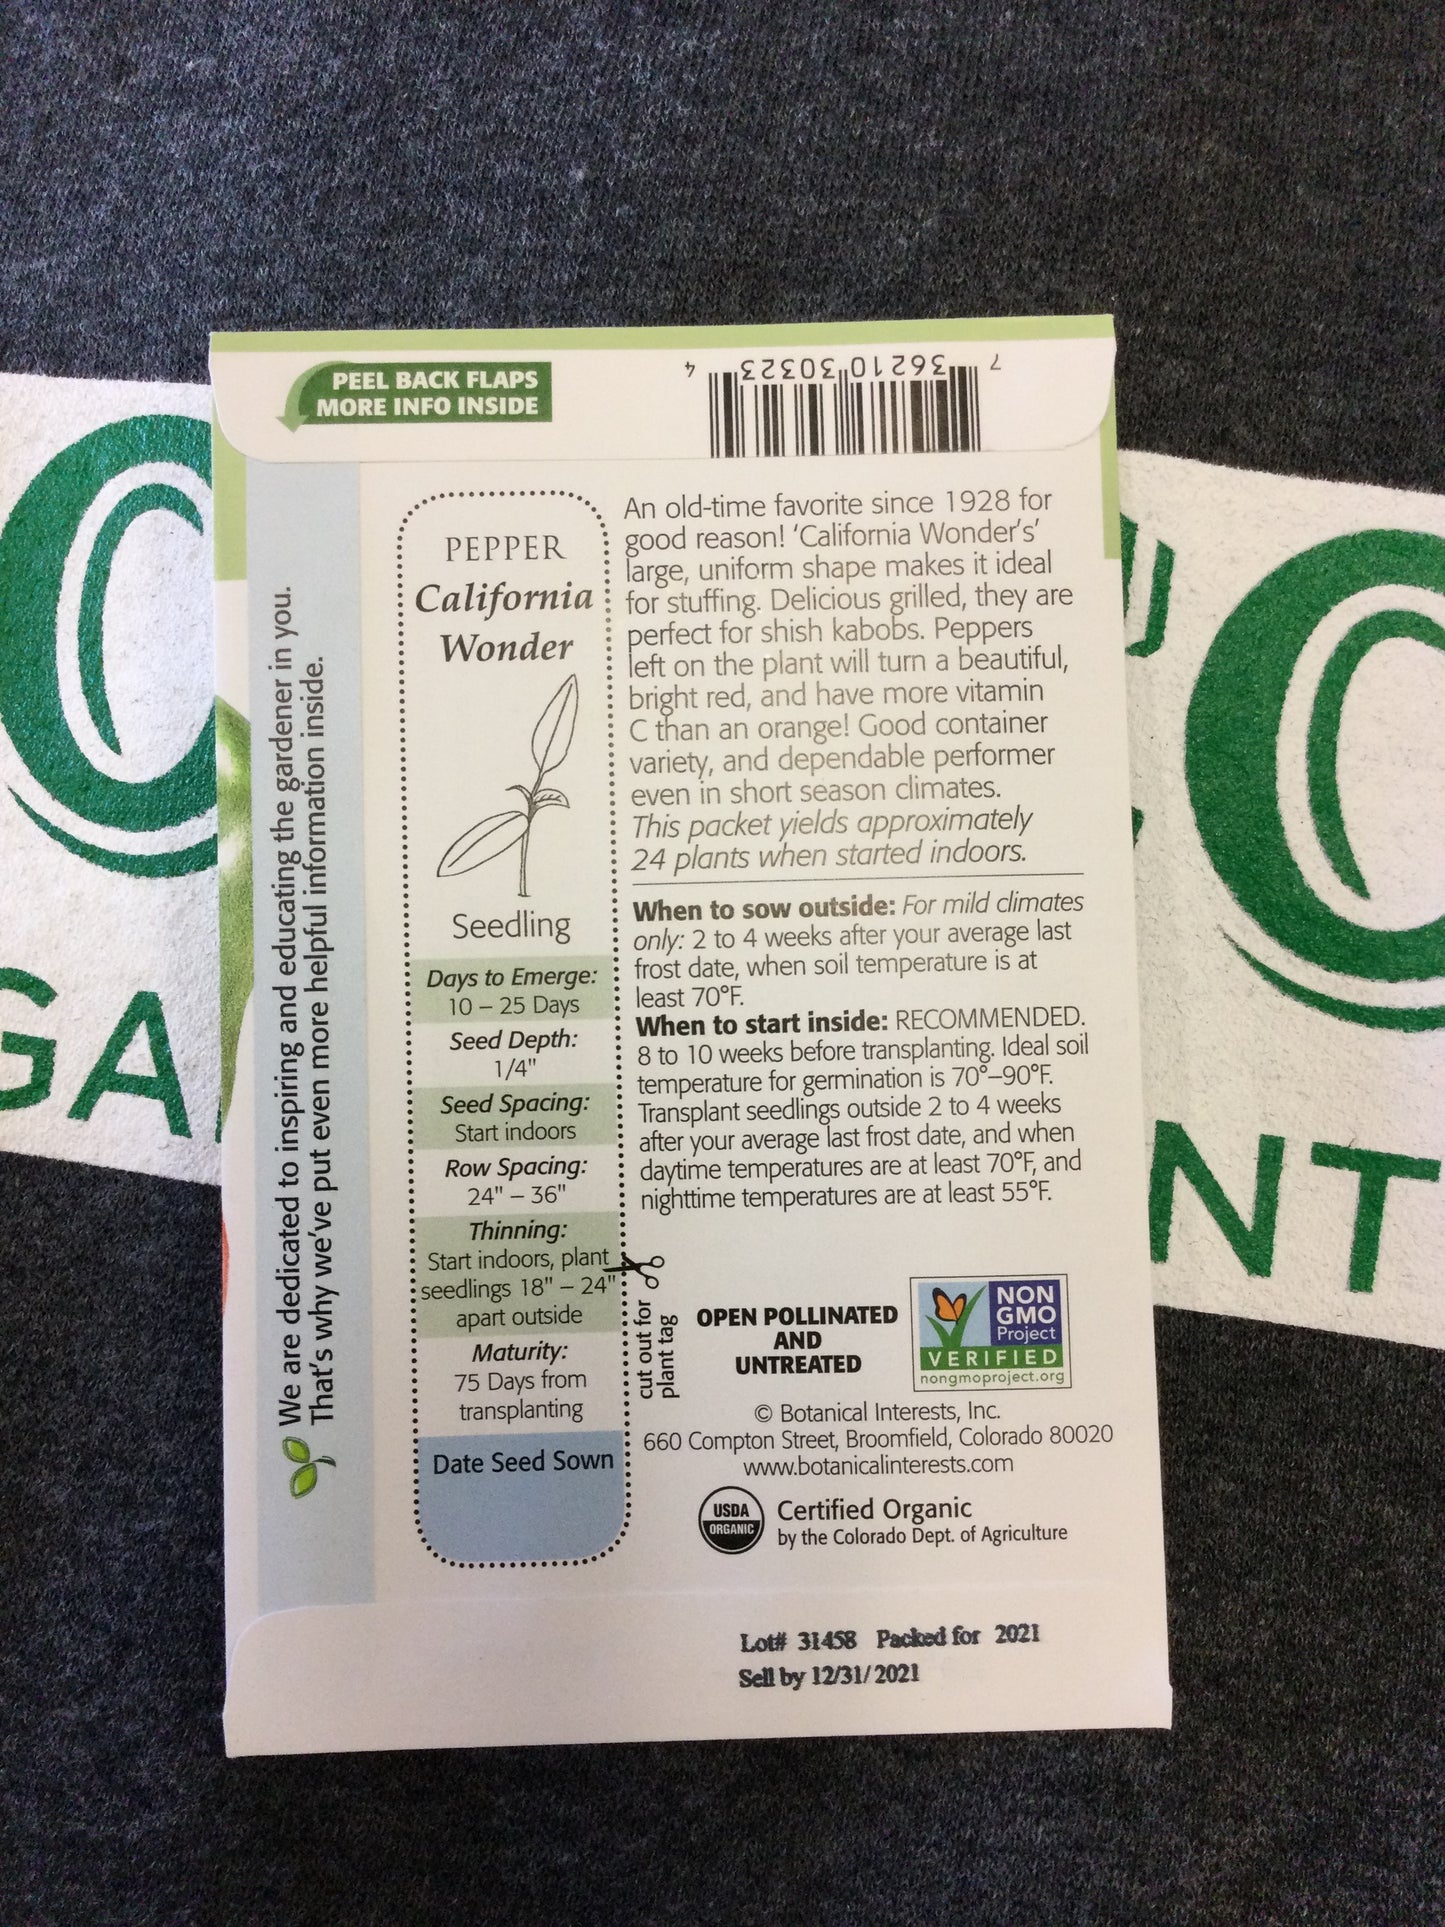 PEEL BACK FLAPS
MORE INFO INSIDE
7 36210 30323 4
We are dedicated to inspiring and educating the gardener in you.
That's why we've put even more helpful information inside.
PEPPER
California
Wonder
Seedling
Days to Emerge:
10 – 25 Days
Seed Depth:
1/4"
Seed Spacing:
Start indoors
Row Spacing:
24" – 36"
Thinning:
Start indoors, plant
seedlings 18" – 24"
apart outside
Maturity:
75 Days from
transplanting
Date Seed Sown
cut out for
plant tag
An old-time favorite since 1928 for
good reason! 'California Wonder's'
large, uniform shape makes it ideal
for stuffing. Delicious grilled, they are
perfect for shish kabobs. Peppers
left on the plant will turn a beautiful,
bright red, and have more vitamin
C than an orange! Good container
variety, and dependable performer
even in short season climates.
This packet yields approximately
24 plants when started indoors.
When to sow outside: For mild climates
only: 2 to 4 weeks after your average last
frost date, when soil temperature is at
least 70°F.
When to start inside: RECOMMENDED.
8 to 10 weeks before transplanting. Ideal soil
temperature for germination is 70°–90°F.
Transplant seedlings outside 2 to 4 weeks
after your average last frost date, and when
daytime temperatures are at least 70°F, and
nighttime temperatures are at least 55°F.
OPEN POLLINATED
AND
UNTREATED
NON
GMO
Project
VERIFIED
nongmoproject.org
© Botanical Interests, Inc.
660 Compton Street, Broomfield, Colorado 80020
www.botanicalinterests.com
USDA
ORGANIC
Certified Organic
by the Colorado Dept. of Agriculture
Lot# 31458 Packed for 2021
Sell by 12/31/2021
GA
NT